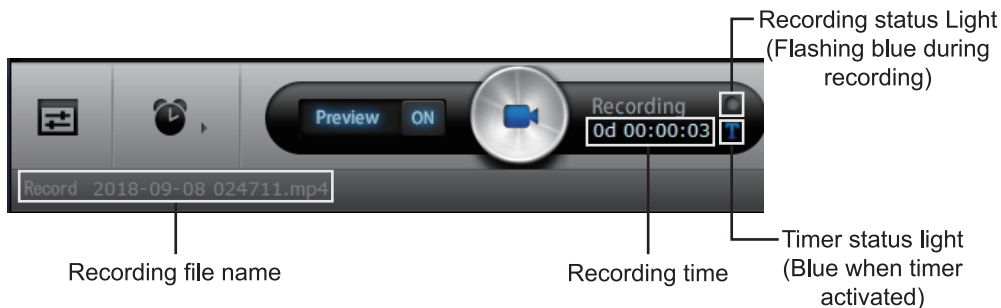 Recording status Light
(Flashing blue during
recording)
Preview ON
Recording
0d 00:00:03
T
Record 2018-09-08 024711.mp4
Recording file name
Recording time
Timer status light
(Blue when timer
activated)